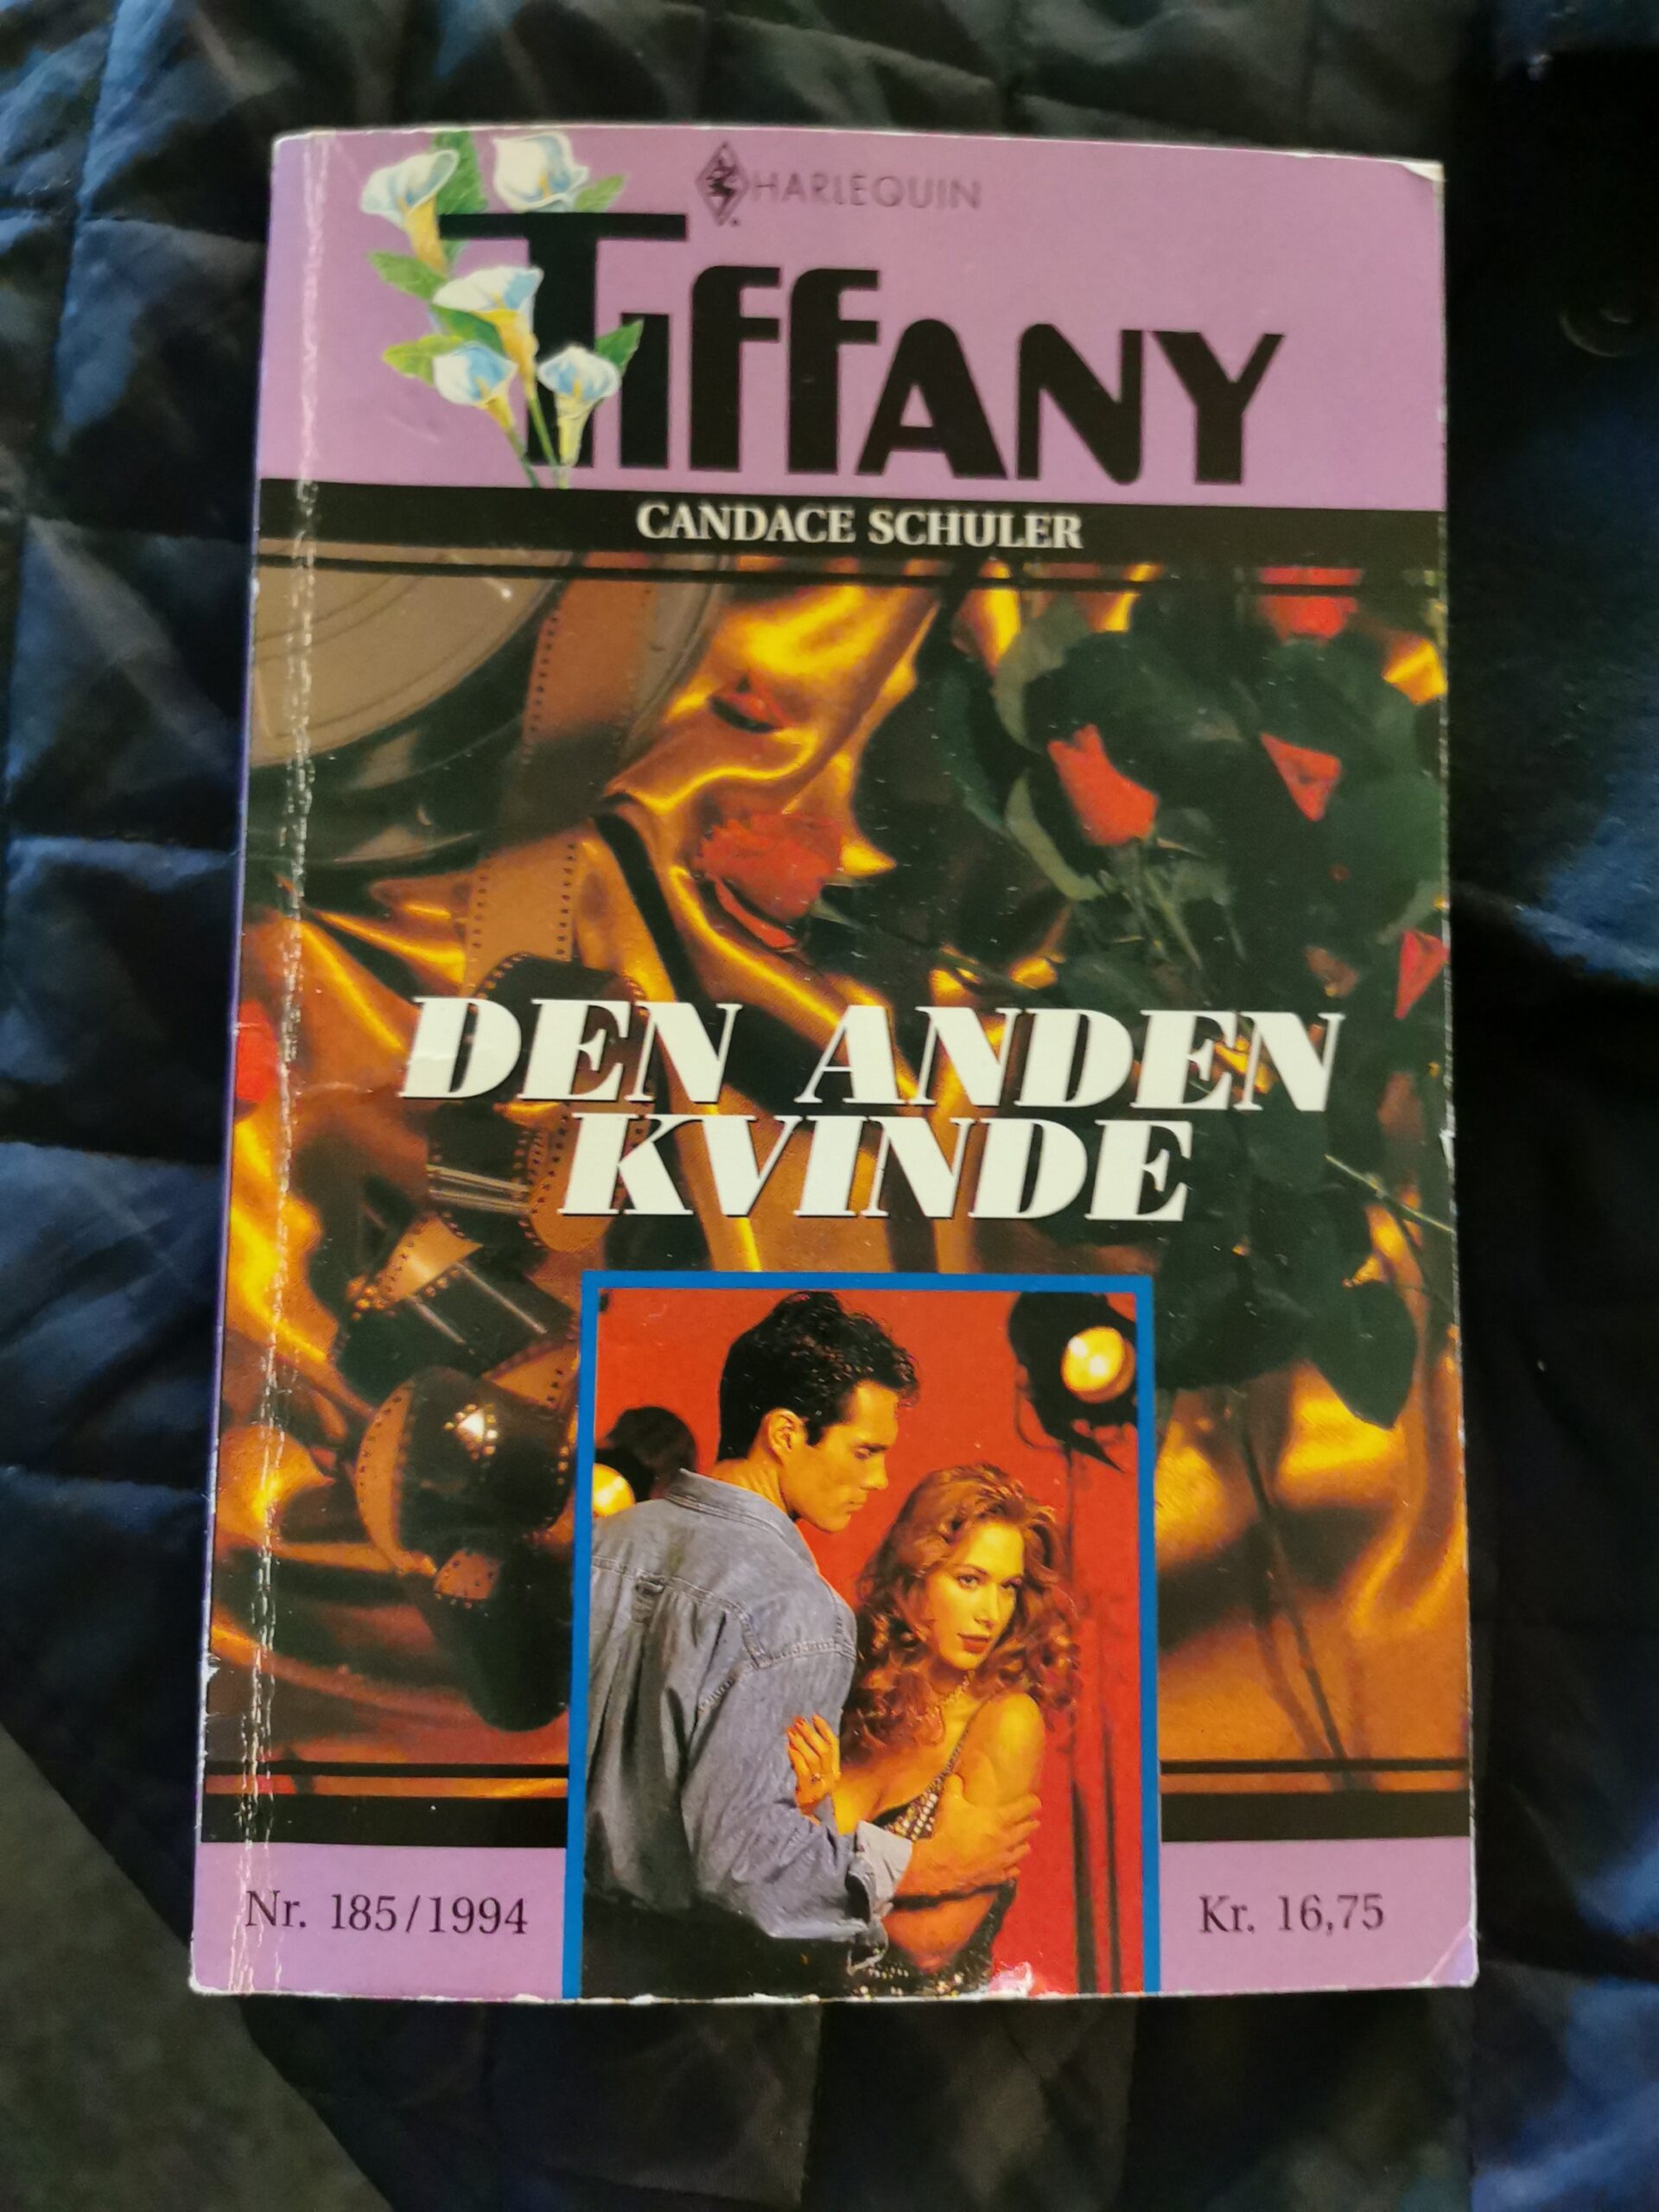 HARLEQUIN
TIFFANY
CANDACE SCHULER
DEN ANDEN
KVINDE
Nr. 185/1994
Kr. 16,75